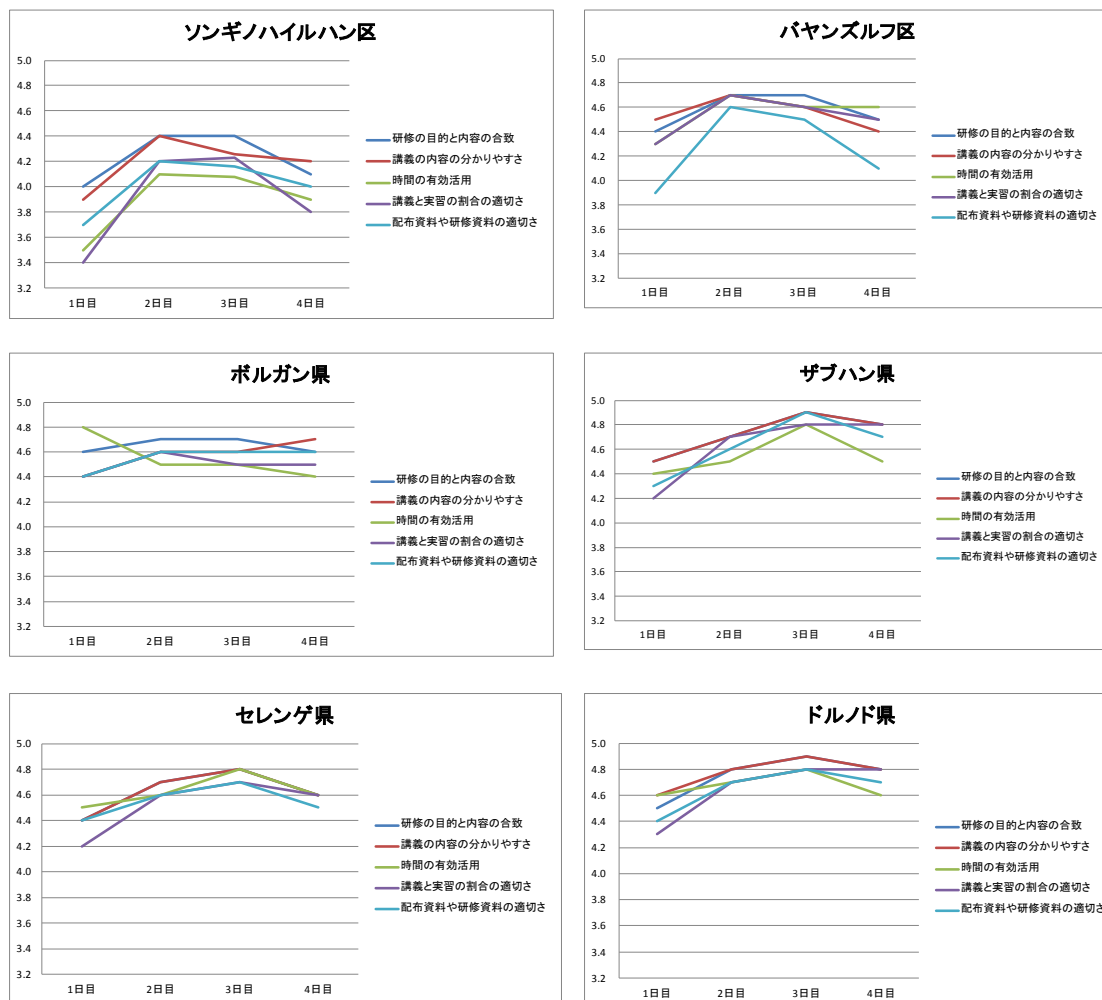 ソンギノハイルハン区
5.0
4.8
4.6
4.4
4.2
4.0
3.8
3.6
3.4
3.2
1日目 2日目 3日目 4日目
研修の目的と内容の合致
講義の内容の分かりやすさ
時間の有効活用
講義と実習の割合の適切さ
配布資料や研修資料の適切さ
バヤンズルフ区
5.0
4.8
4.6
4.4
4.2
4.0
3.8
3.6
3.4
3.2
1日目 2日目 3日目 4日目
研修の目的と内容の合致
講義の内容の分かりやすさ
時間の有効活用
講義と実習の割合の適切さ
配布資料や研修資料の適切さ
ボルガン県
5.0
4.8
4.6
4.4
4.2
4.0
3.8
3.6
3.4
3.2
1日目 2日目 3日目 4日目
研修の目的と内容の合致
講義の内容の分かりやすさ
時間の有効活用
講義と実習の割合の適切さ
配布資料や研修資料の適切さ
ザブハン県
5.0
4.8
4.6
4.4
4.2
4.0
3.8
3.6
3.4
3.2
1日目 2日目 3日目 4日目
研修の目的と内容の合致
講義の内容の分かりやすさ
時間の有効活用
講義と実習の割合の適切さ
配布資料や研修資料の適切さ
セレンゲ県
5.0
4.8
4.6
4.4
4.2
4.0
3.8
3.6
3.4
3.2
1日目 2日目 3日目 4日目
研修の目的と内容の合致
講義の内容の分かりやすさ
時間の有効活用
講義と実習の割合の適切さ
配布資料や研修資料の適切さ
ドルノド県
5.0
4.8
4.6
4.4
4.2
4.0
3.8
3.6
3.4
3.2
1日目 2日目 3日目 4日目
研修の目的と内容の合致
講義の内容の分かりやすさ
時間の有効活用
講義と実習の割合の適切さ
配布資料や研修資料の適切さ